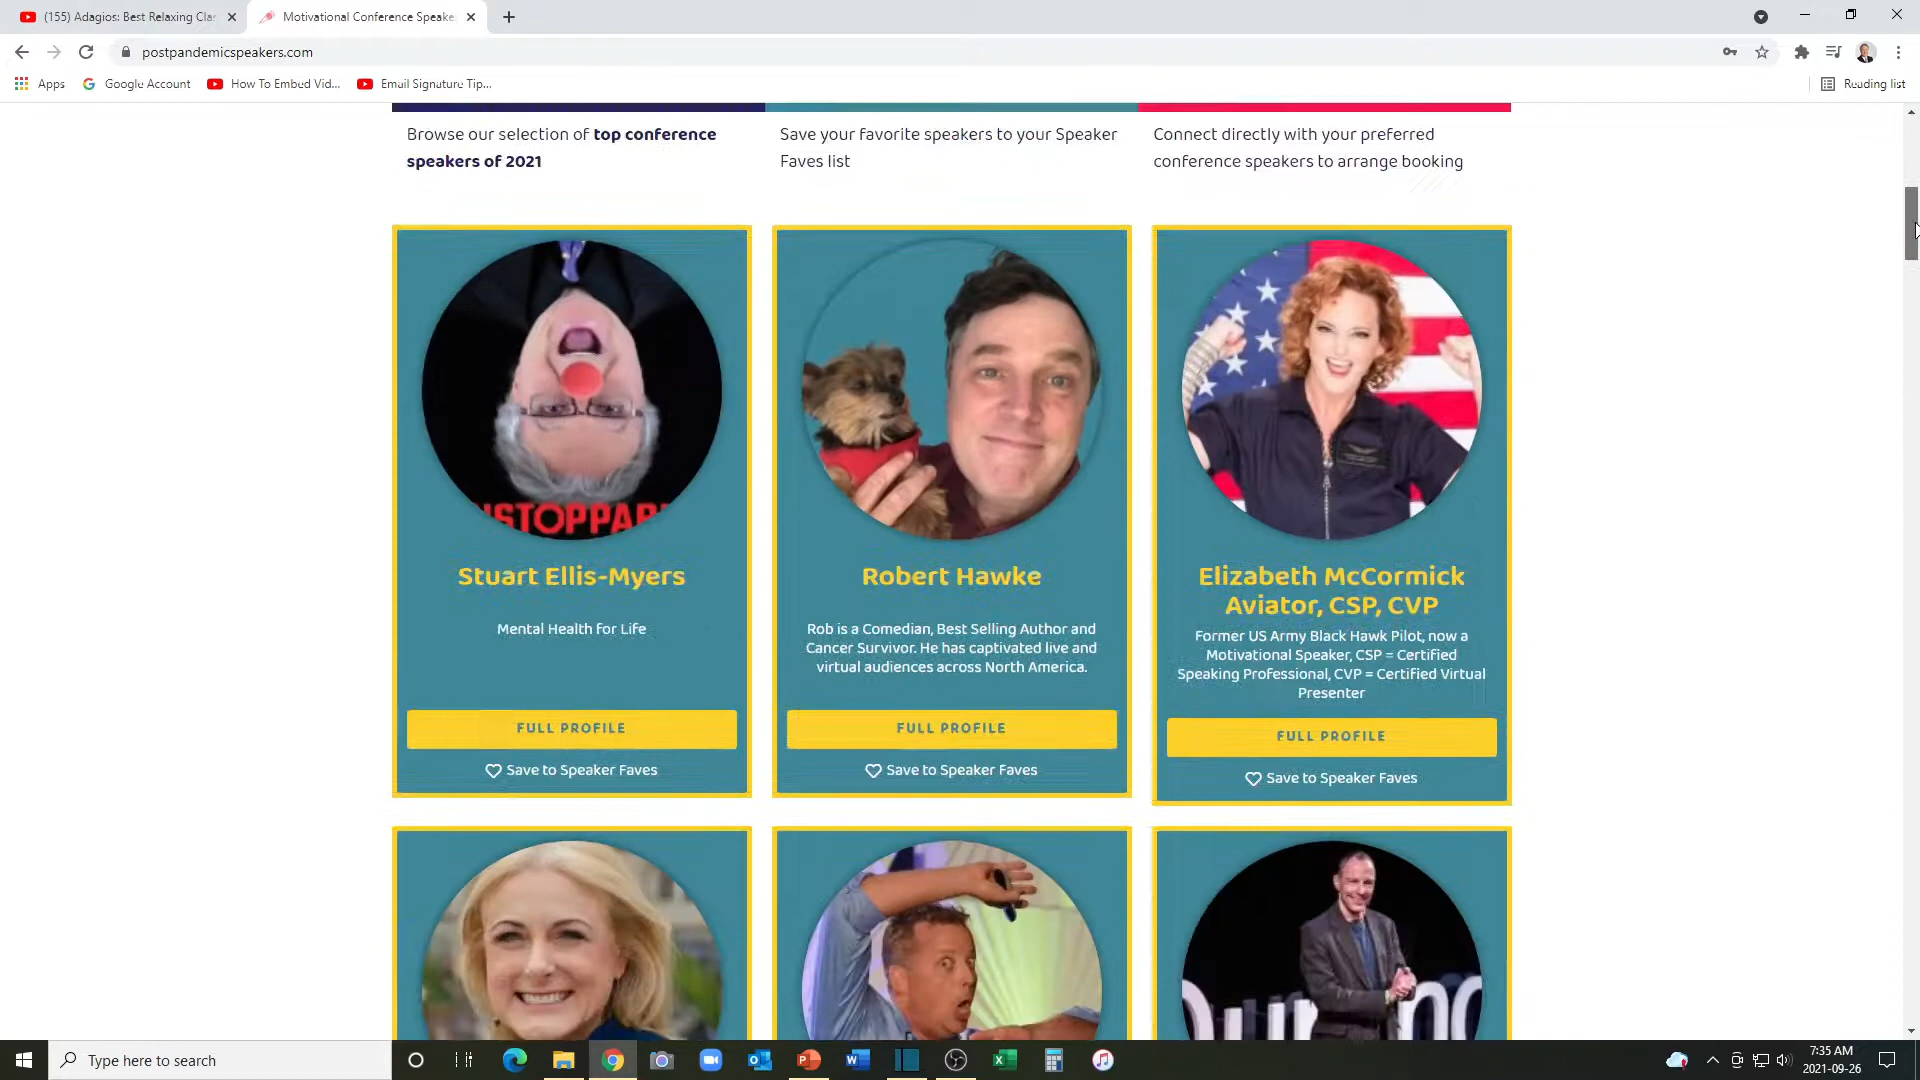 (155) Adagios: Best Relaxing Cla
Motivational Conference Speake
postpandemicspeakers.com
Apps
Google Account
How To Embed Vid...
Email Signature Tip...
Reading list
Browse our selection of top conference
speakers of 2021
Save your favorite speakers to your Speaker
Faves list
Connect directly with your preferred
conference speakers to arrange booking
Stuart Ellis-Myers
Mental Health for Life
FULL PROFILE
Save to Speaker Faves
Robert Hawke
Rob is a Comedian, Best Selling Author and
Cancer Survivor. He has captivated live and
virtual audiences across North America.
FULL PROFILE
Save to Speaker Faves
Elizabeth McCormick
Aviator, CSP, CVP
Former US Army Black Hawk Pilot, now a
Motivational Speaker, CSP = Certified
Speaking Professional, CVP = Certified Virtual
Presenter
FULL PROFILE
Save to Speaker Faves
Type here to search
7:35 AM
2021-09-26